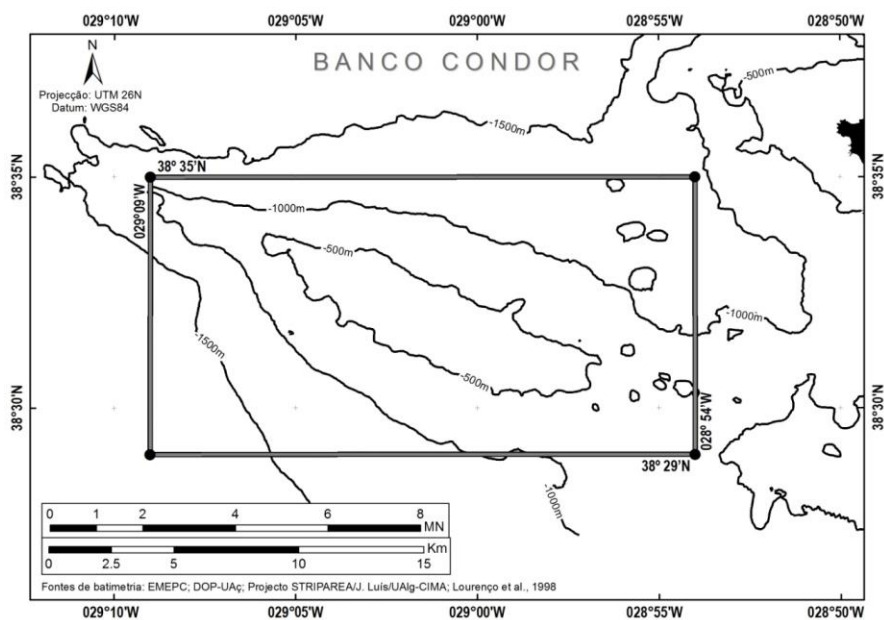 029°10'W 029°05'W 029°00'W 028°55'W 028°50'W
N
BANCO CONDOR
Projecção: UTM 26N
Datum: WGS84
-500m
-1500m
38° 35'N
38°35'N 38°35'N
029°09'W
-1000m
-500m
-1000m
-1500m
-500m
38°30'N 38°30'N
028° 54'W
38° 29'N
-1000m
0 1 2 4 6 8
MN
Km
0 2.5 5 10 15
Fontes de batimetria: EMEPC; DOP-UAç; Projecto STRIPAREA/J. Luís/UAlg-CIMA; Lourenço et al., 1998
029°10'W 029°05'W 029°00'W 028°55'W 028°50'W